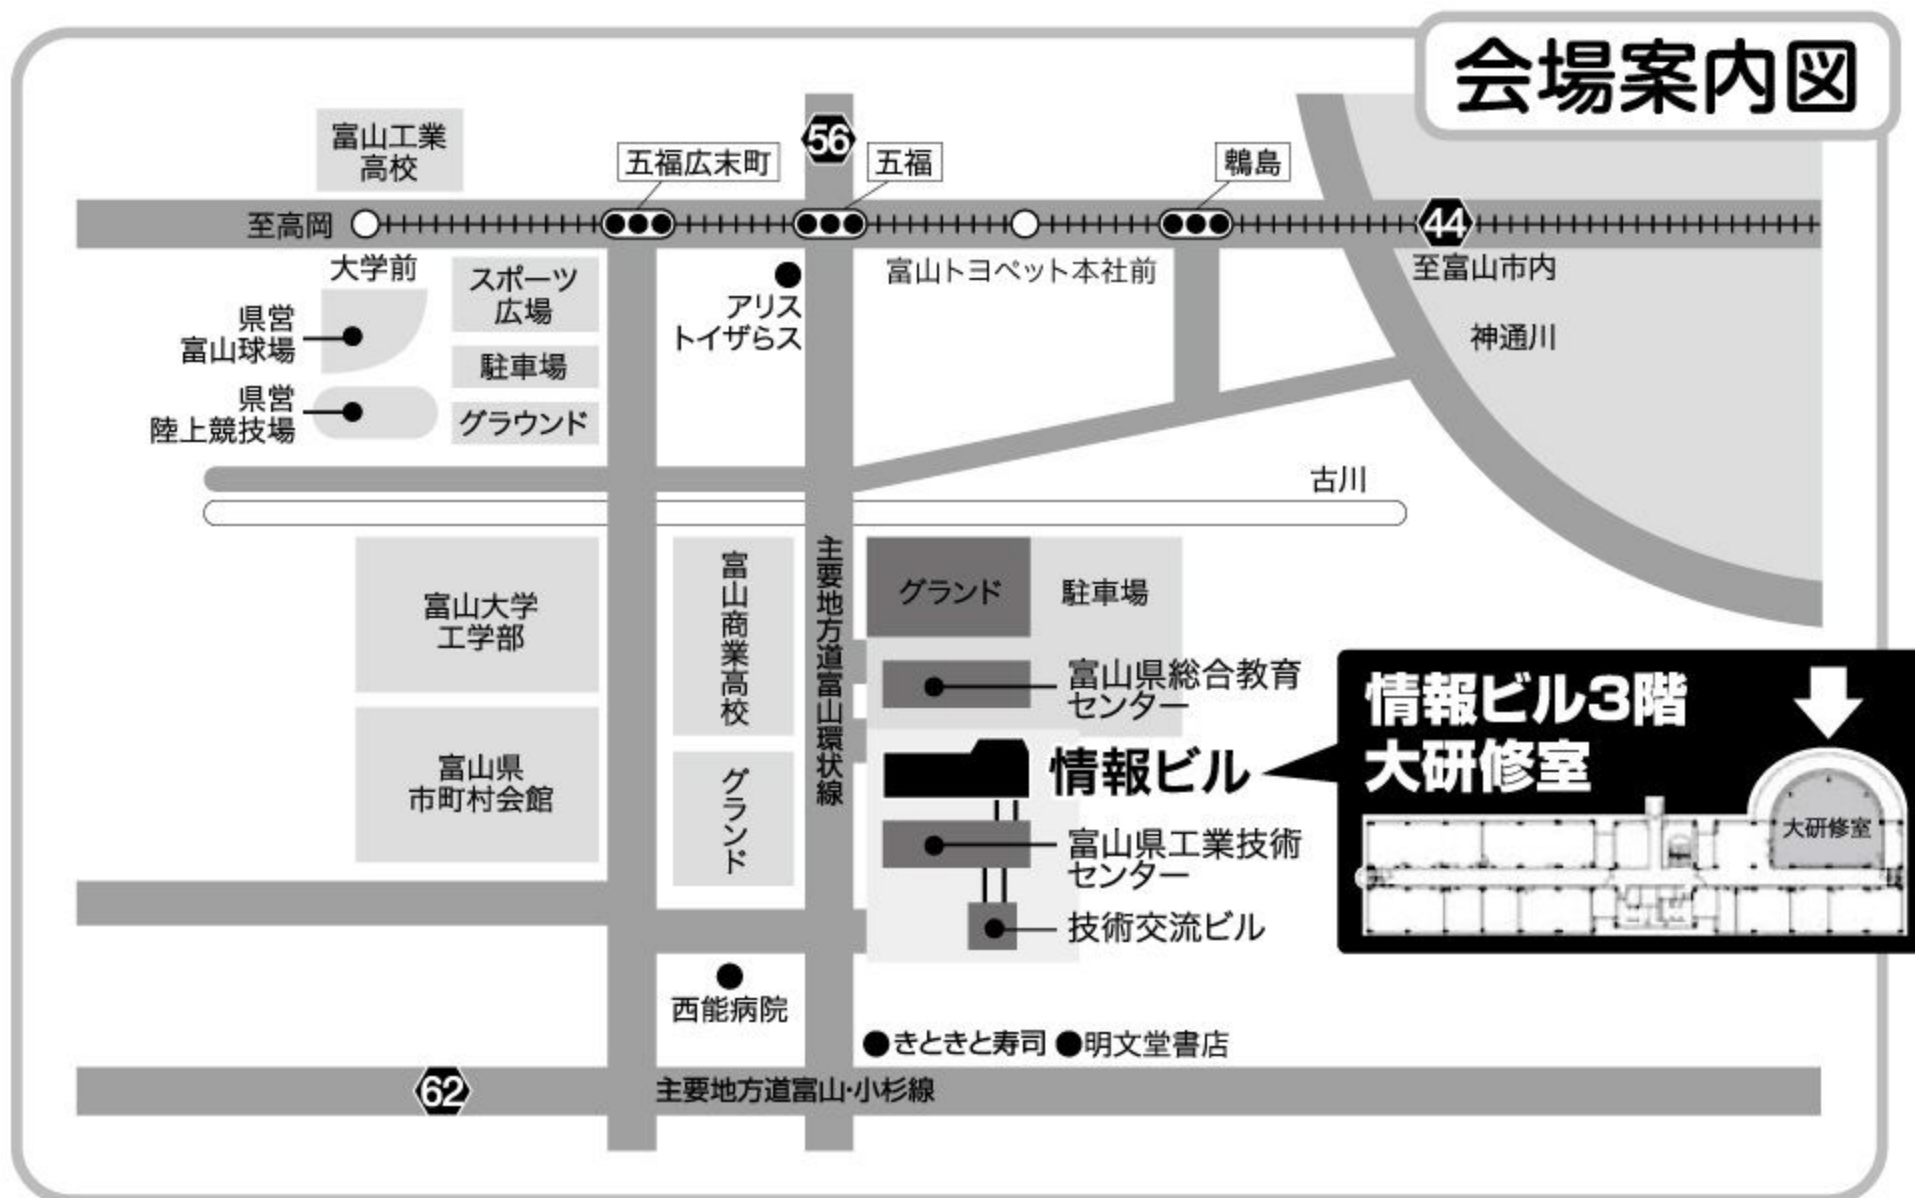 会場案内図
富山工業
高校
五福広末町
56
五福
鵯島
至高岡
44
大学前
富山トヨペット本社前
至富山市内
スポーツ
広場
アリス
トイザらス
県営
富山球場
駐車場
神通川
県営
陸上競技場
グラウンド
古川
富山大学
工学部
富山商業高校
主要地方道富山環状線
グランド
駐車場
富山県総合教育
センター
情報ビル
情報ビル3階
大研修室
大研修室
富山県
市町村会館
グランド
富山県工業技術
センター
技術交流ビル
西能病院
きときと寿司
明文堂書店
62
主要地方道富山・小杉線